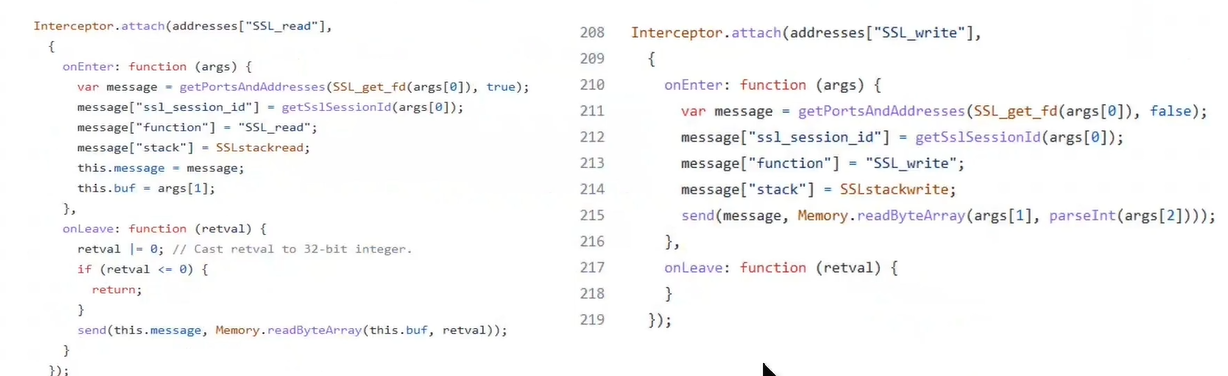 Interceptor.attach(addresses["SSL_read"],
  {
    onEnter: function (args) {
      var message = getPortsAndAddresses(SSL_get_fd(args[0]), true);
      message["ssl_session_id"] = getSslSessionId(args[0]);
      message["function"] = "SSL_read";
      message["stack"] = SSLstackread;
      this.message = message;
      this.buf = args[1];
    },
    onLeave: function (retval) {
      retval |= 0; // Cast retval to 32-bit integer.
      if (retval <= 0) {
        return;
      }
      send(this.message, Memory.readByteArray(this.buf, retval));
    }
  });
208 Interceptor.attach(addresses["SSL_write"],
209   {
210     onEnter: function (args) {
211       var message = getPortsAndAddresses(SSL_get_fd(args[0]), false);
212       message["ssl_session_id"] = getSslSessionId(args[0]);
213       message["function"] = "SSL_write";
214       message["stack"] = SSLstackwrite;
215       send(message, Memory.readByteArray(args[1], parseInt(args[2])));
216     },
217     onLeave: function (retval) {
218     }
219   });